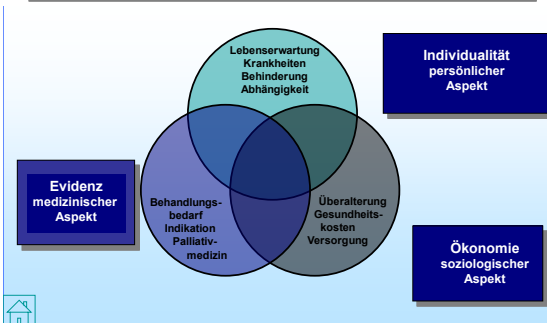 Lebenserwartung
Krankheiten
Behinderung
Abhängigkeit
Individualität
persönlicher
Aspekt
Evidenz
medizinischer
Aspekt
Behandlungs-
bedarf
Indikation
Palliativ-
medizin
Überalterung
Gesundheits-
kosten
Versorgung
Ökonomie
soziologischer
Aspekt